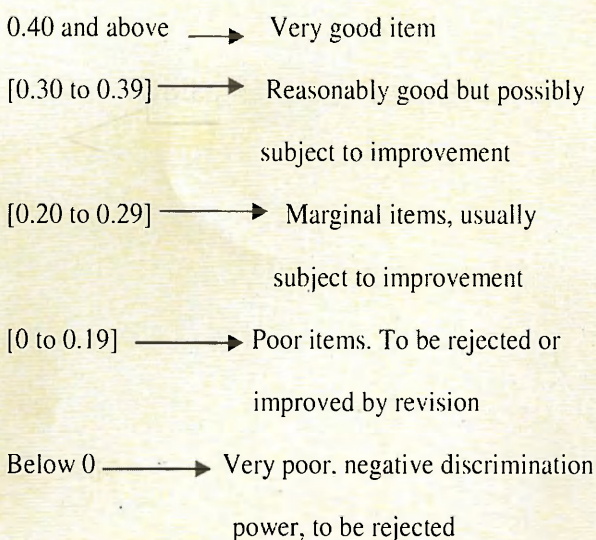 0.40 and above → Very good item
[0.30 to 0.39] → Reasonably good but possibly
subject to improvement
[0.20 to 0.29] → Marginal items, usually
subject to improvement
[0 to 0.19] → Poor items. To be rejected or
improved by revision
Below 0 → Very poor. negative discrimination
power, to be rejected